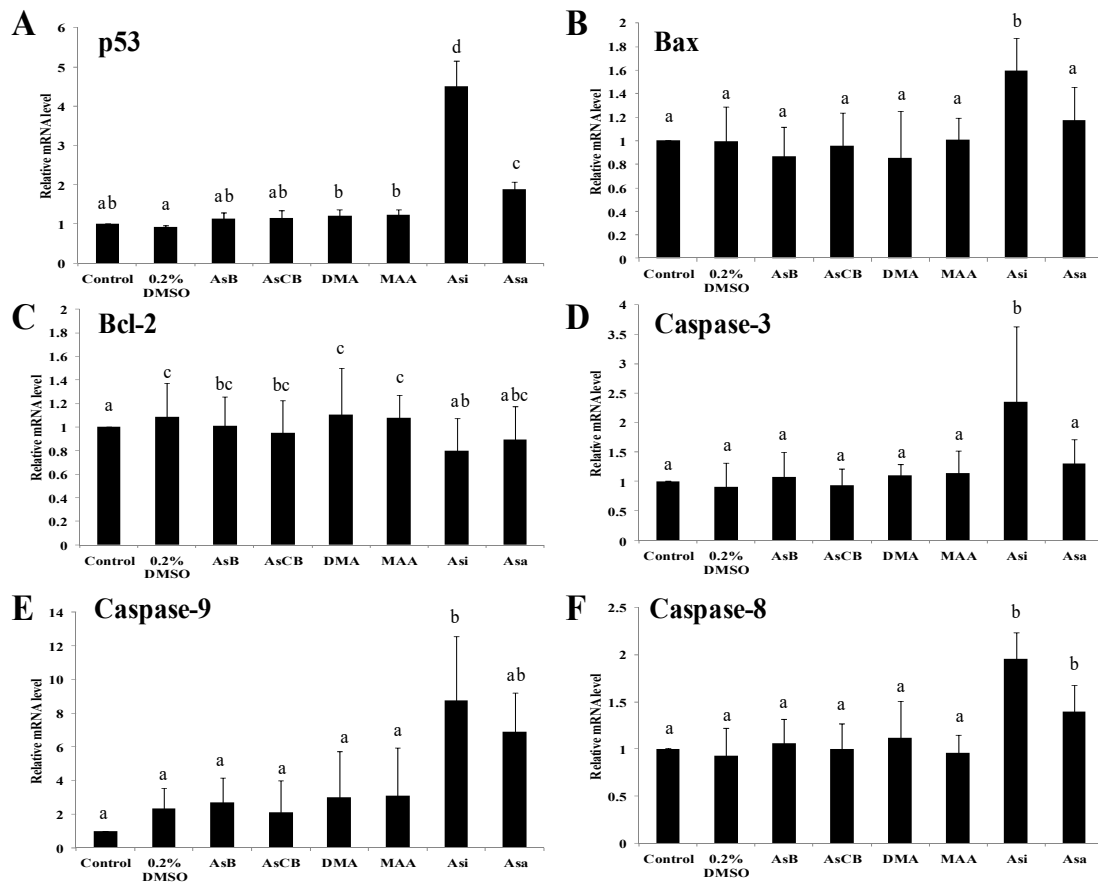 A
p53
Relative mRNA level
6
5
4
3
2
1
0
ab
a
ab
ab
b
b
d
c
Control
0.2% DMSO
AsB
AsCB
DMA
MAA
Asi
Asa
B
Bax
Relative mRNA level
2
1.8
1.6
1.4
1.2
1
0.8
0.6
0.4
0.2
0
a
a
a
a
a
a
b
a
Control
0.2% DMSO
AsB
AsCB
DMA
MAA
Asi
Asa
C
Bcl-2
Relative mRNA level
2
1.8
1.6
1.4
1.2
1
0.8
0.6
0.4
0.2
0
a
c
bc
bc
c
c
ab
abc
Control
0.2% DMSO
AsB
AsCB
DMA
MAA
Asi
Asa
D
Caspase-3
Relative mRNA level
4
3.5
3
2.5
2
1.5
1
0.5
0
a
a
a
a
a
a
b
a
Control
0.2% DMSO
AsB
AsCB
DMA
MAA
Asi
Asa
E
Caspase-9
Relative mRNA level
14
12
10
8
6
4
2
0
a
a
a
a
a
a
b
ab
Control
0.2% DMSO
AsB
AsCB
DMA
MAA
Asi
Asa
F
Caspase-8
Relative mRNA level
2.5
2
1.5
1
0.5
0
a
a
a
a
a
a
b
b
Control
0.2% DMSO
AsB
AsCB
DMA
MAA
Asi
Asa